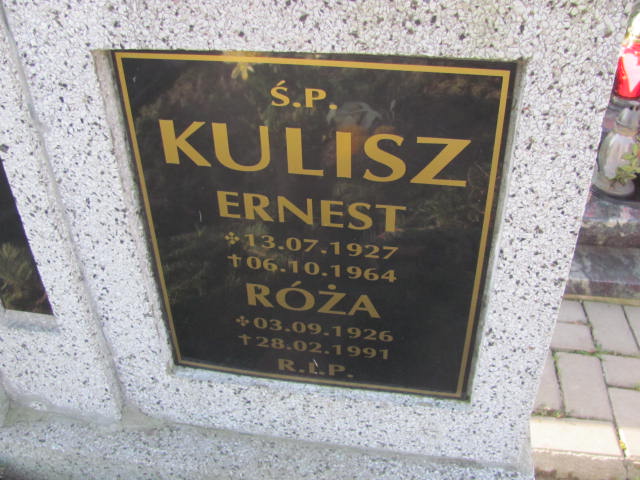 Ś.P.
KULISZ
ERNEST
✣13.07.1927
✝06.10.1964
RÓŻA
✣03.09.1926
✝28.02.1991
R.I.P.